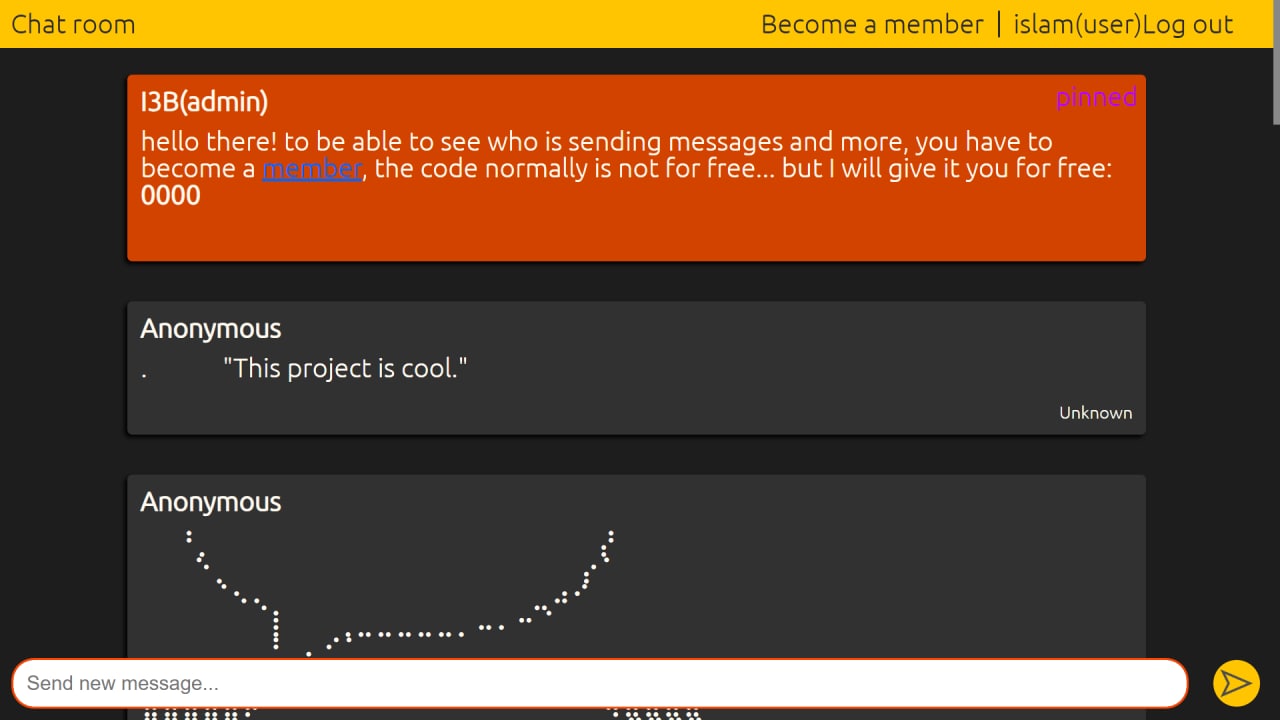 Chat room
Become a member | islam(user)Log out
I3B(admin)
pinned
hello there! to be able to see who is sending messages and more, you have to
become a member, the code normally is not for free... but I will give it you for free:
0000
Anonymous
. "This project is cool."
Unknown
Anonymous
Send new message...